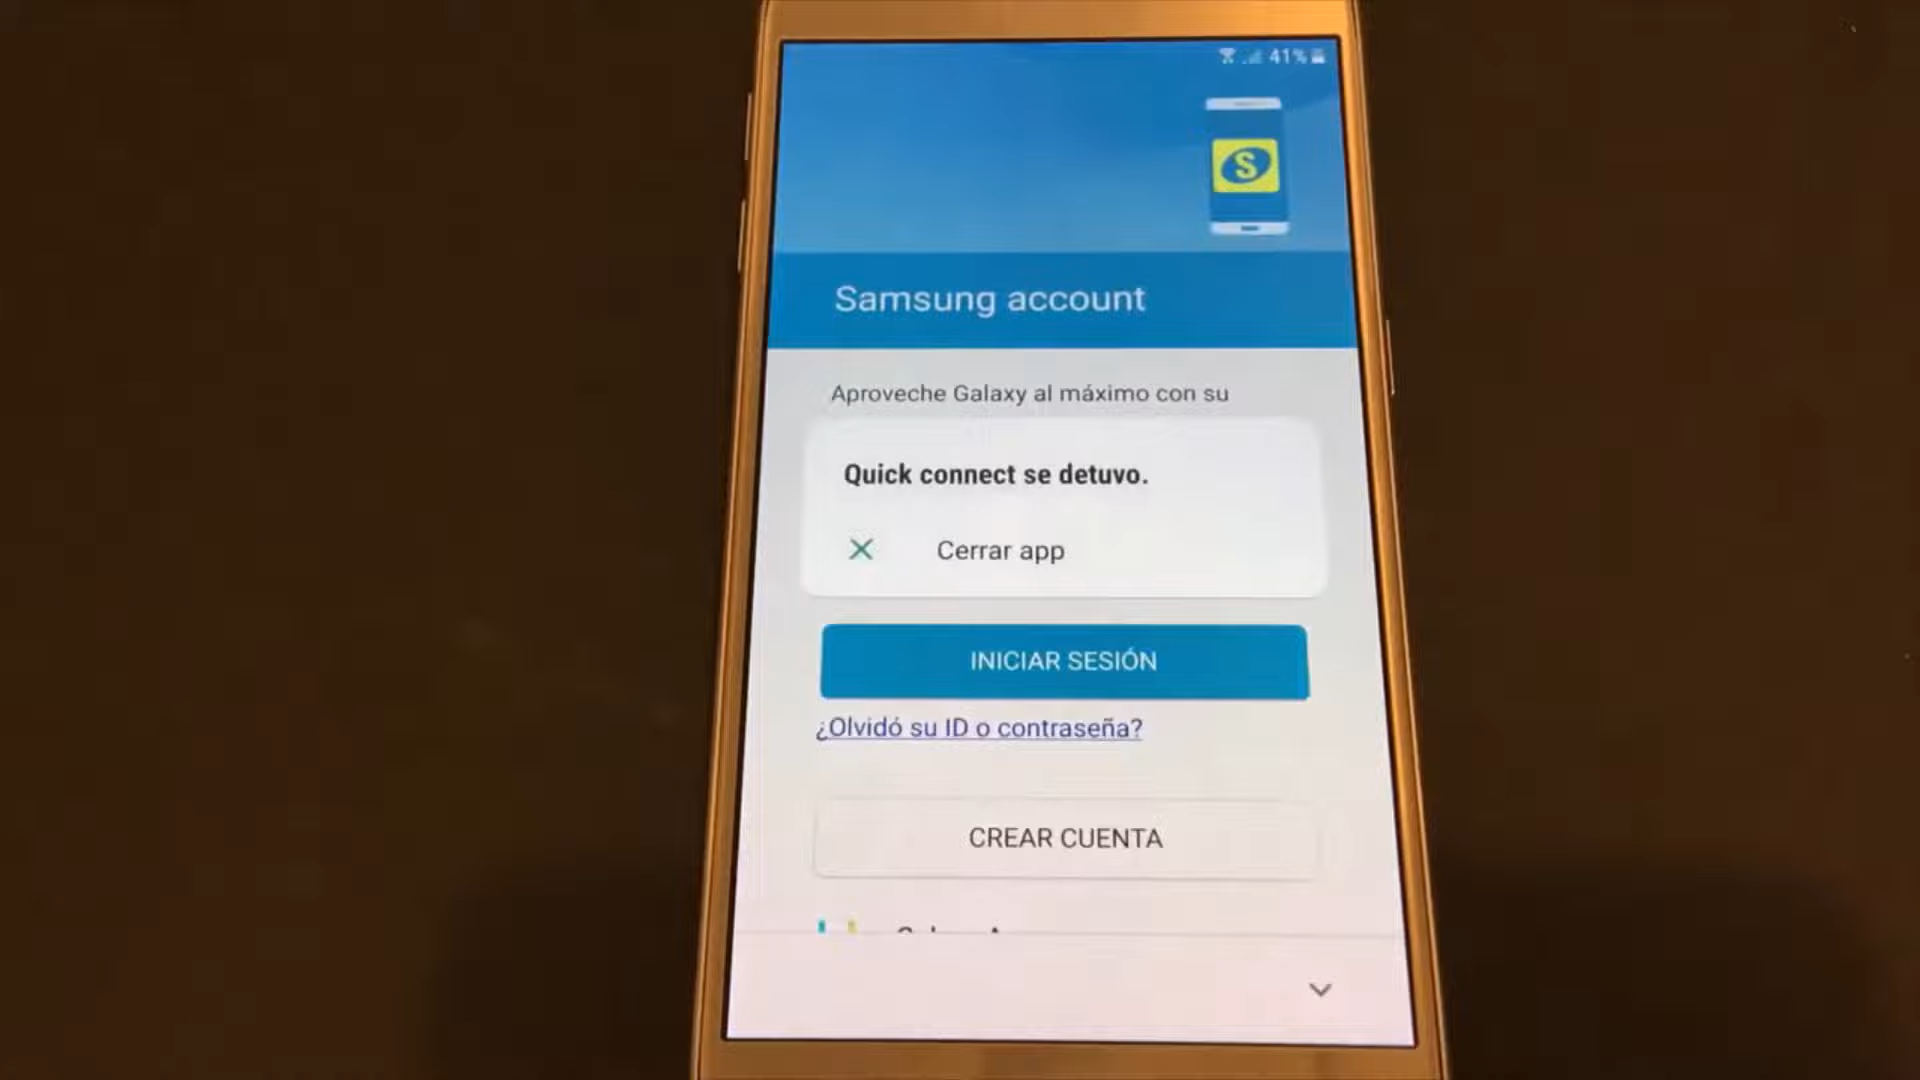 41%
S
Samsung account
Aproveche Galaxy al máximo con su
Quick connect se detuvo.
Cerrar app
INICIAR SESIÓN
¿Olvidó su ID o contraseña?
CREAR CUENTA